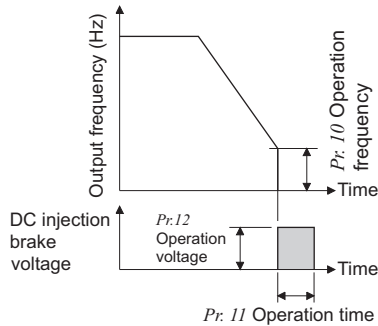 Output frequency (Hz)
Pr. 10 Operation
frequency
Time
DC injection
brake
voltage
Pr.12
Operation
voltage
Time
Pr. 11 Operation time